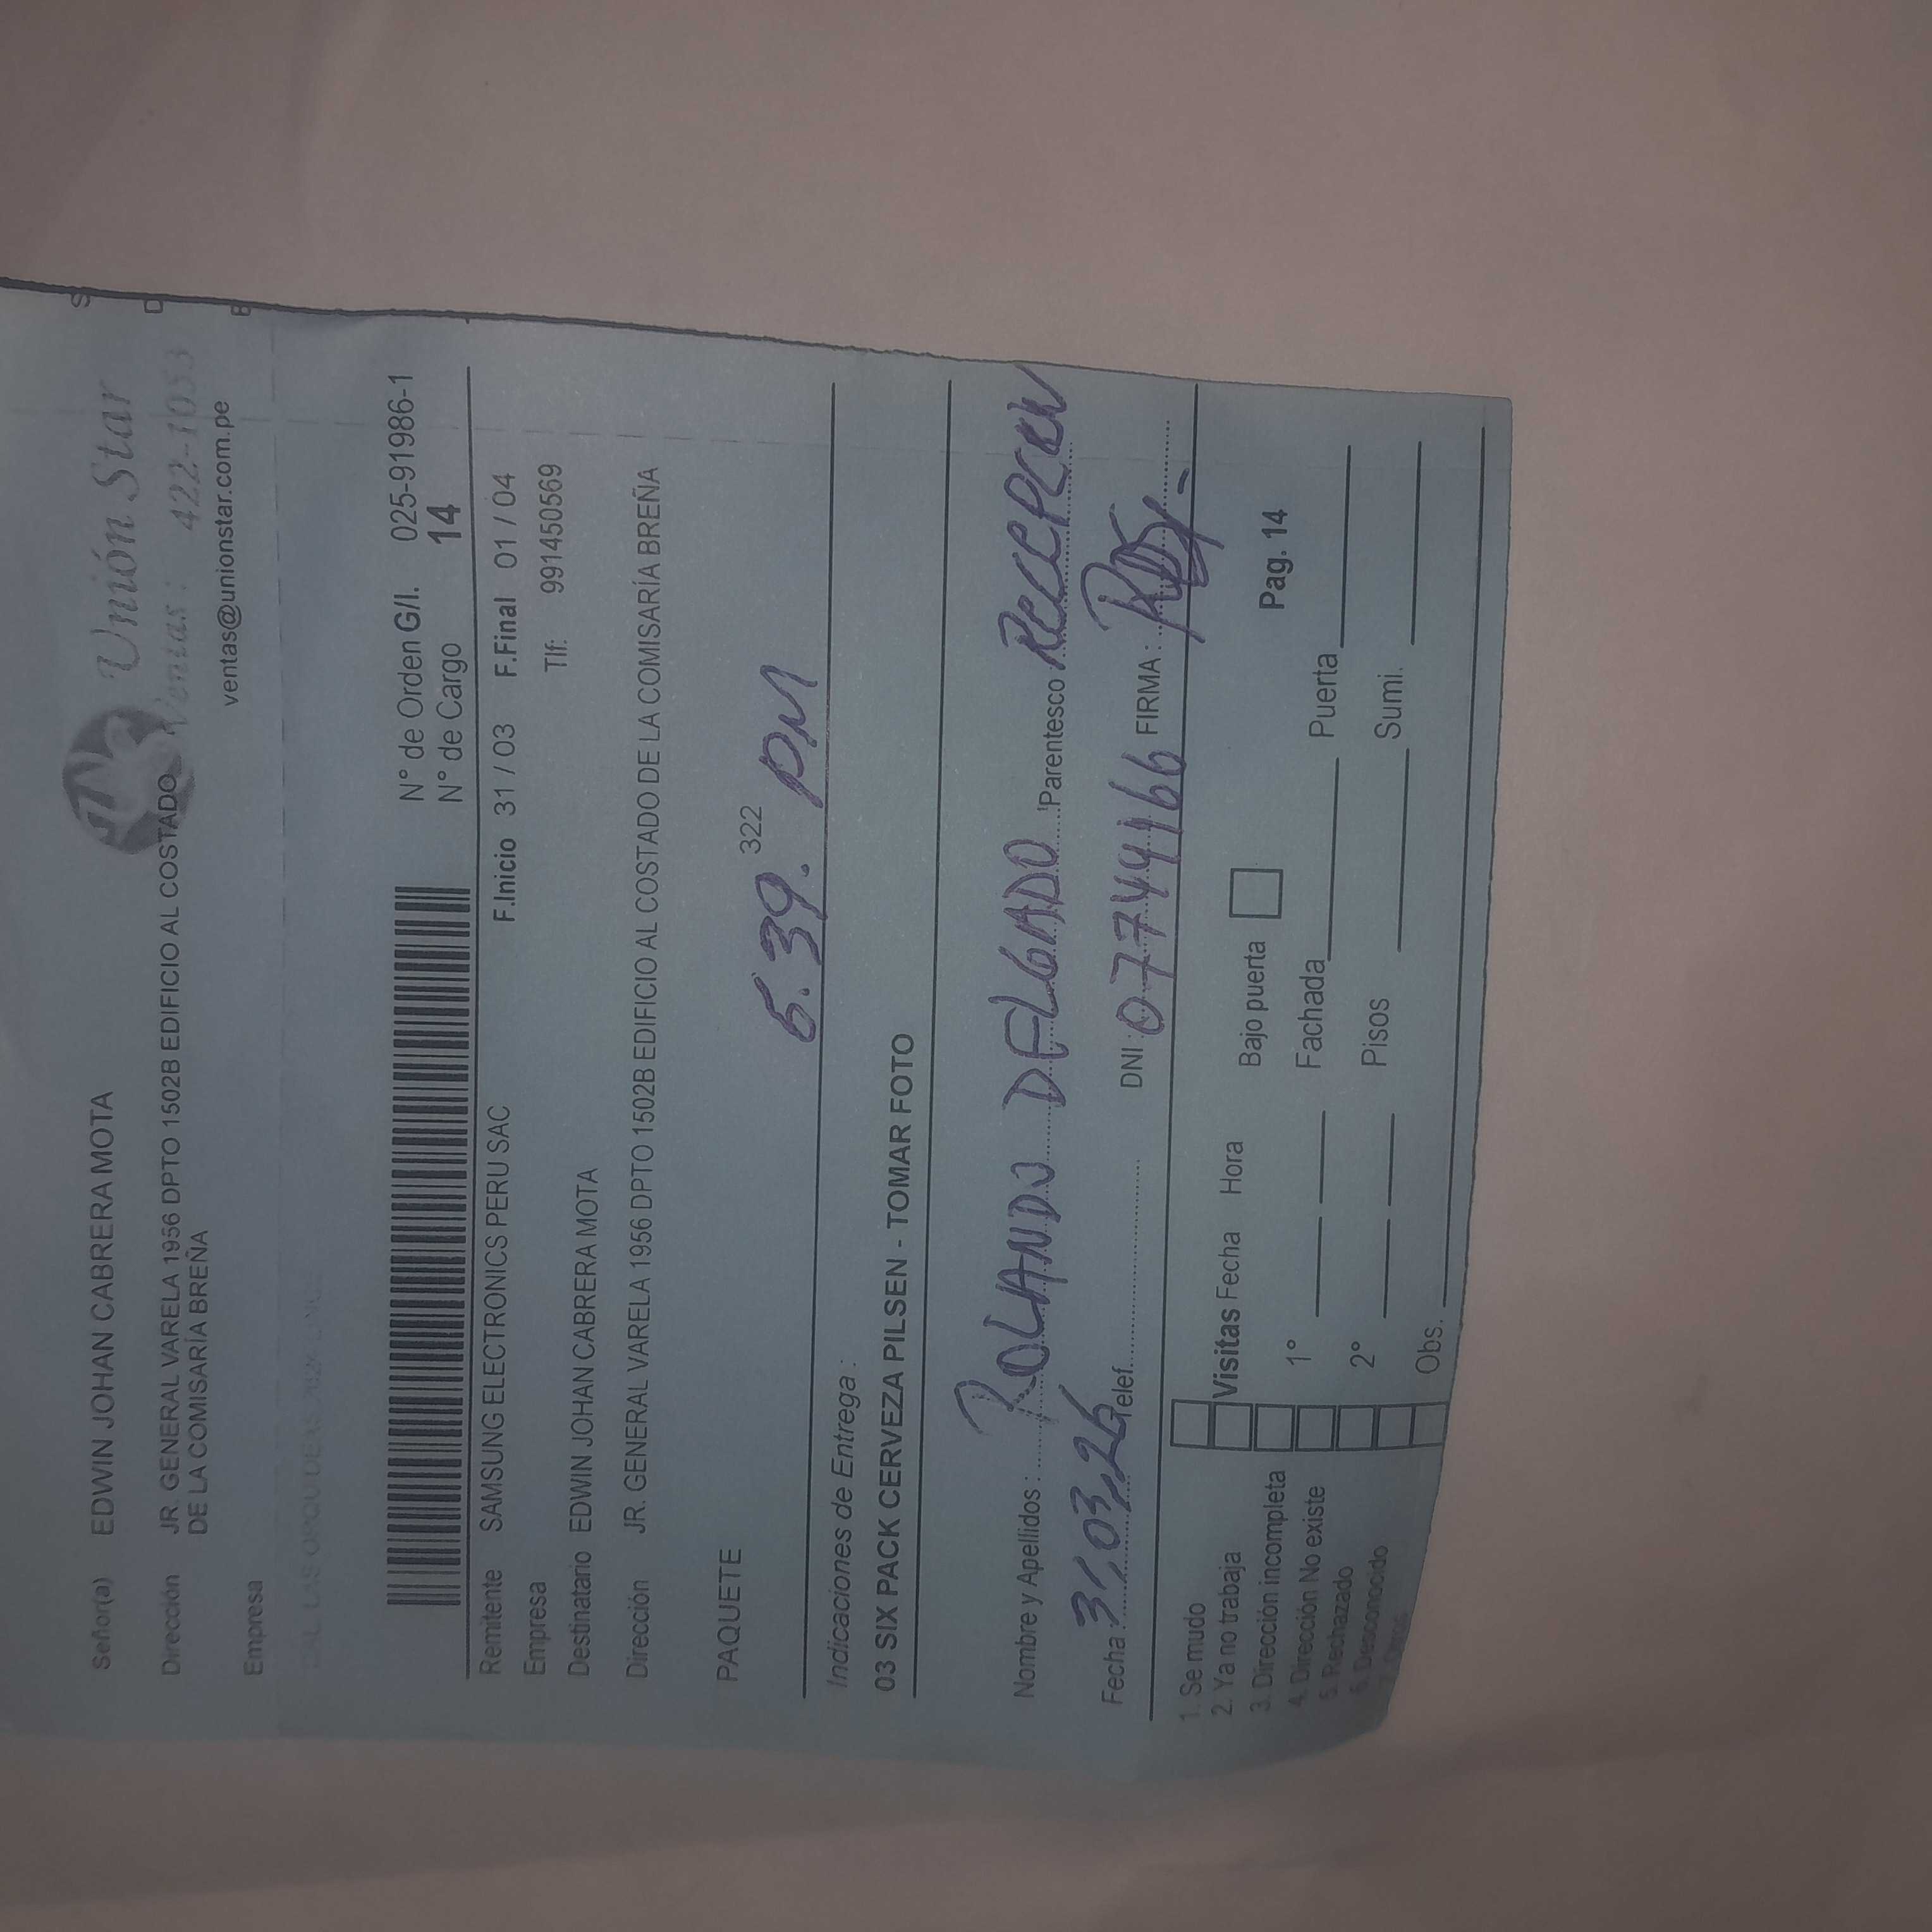 Señor(a) EDWIN JOHAN CABRERA MOTA
Unión Star
Dirección JR. GENERAL VARELA 1956 DPTO 1502B EDIFICIO AL COSTADO
DE LA COMISARÍA BREÑA
Ventas : 422-1053
ventas@unionstar.com.pe
Empresa
N° de Orden G/I. 025-91986-1
N° de Cargo 14
Remitente SAMSUNG ELECTRONICS PERU SAC F.Inicio 31 / 03 F.Final 01 / 04
Empresa Tlf: 991450569
Destinatario EDWIN JOHAN CABRERA MOTA
Dirección JR. GENERAL VARELA 1956 DPTO 1502B EDIFICIO AL COSTADO DE LA COMISARÍA BREÑA
PAQUETE 322
6:39. PM
Indicaciones de Entrega :
03 SIX PACK CERVEZA PILSEN - TOMAR FOTO
Nombre y Apellidos : ROLANDO DELGADO Parentesco RECEPCION
Fecha : 31,03,26 Telef. DNI : 07744166 FIRMA :
1. Se mudo
2. Ya no trabaja Visitas Fecha Hora Bajo puerta Pag. 14
3. Dirección incompleta
4. Dirección No existe 1° Fachada Puerta
5. Rechazado
6. Desconocido 2° Pisos Sumi.
Obs.